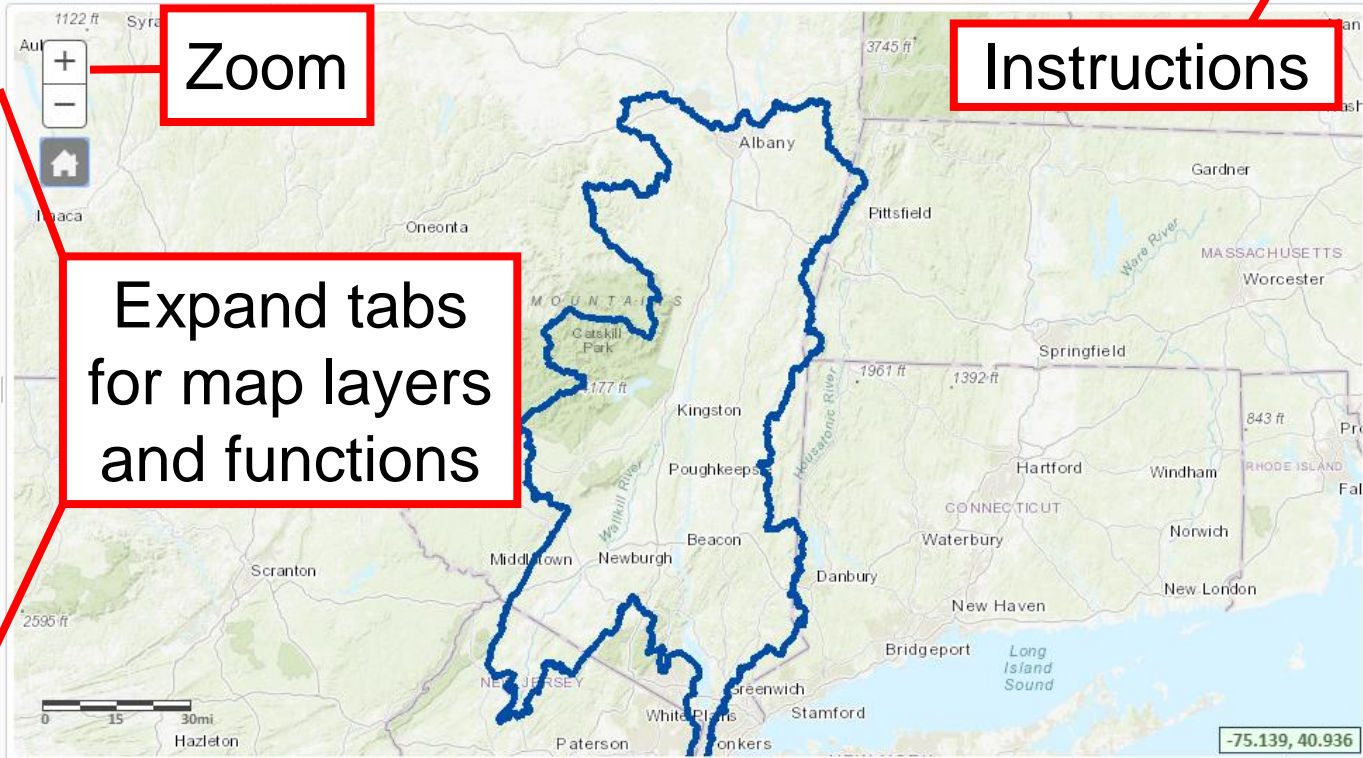 1122 ft
Syra
Au
+
Zoom
3745 ft
Instructions
−
Albany
Gardner
Ithaca
Oneonta
Pittsfield
Ware River
MASSACHUSETTS
Worcester
Expand tabs
for map layers
and functions
MOUNTAINS
Catskill
Park
4177 ft
Springfield
1961 ft
1392 ft
Kingston
Housatonic River
843 ft
Poughkeepsie
Hartford
Windham
RHODE ISLAND
Fal
Wallkill River
CONNECTICUT
Beacon
Waterbury
Norwich
Middletown
Newburgh
Scranton
Danbury
New London
New Haven
2595 ft
Bridgeport
Long
Island
Sound
NEW JERSEY
Greenwich
0 15 30mi
White Plains
Stamford
Hazleton
Paterson
Yonkers
-75.139, 40.936